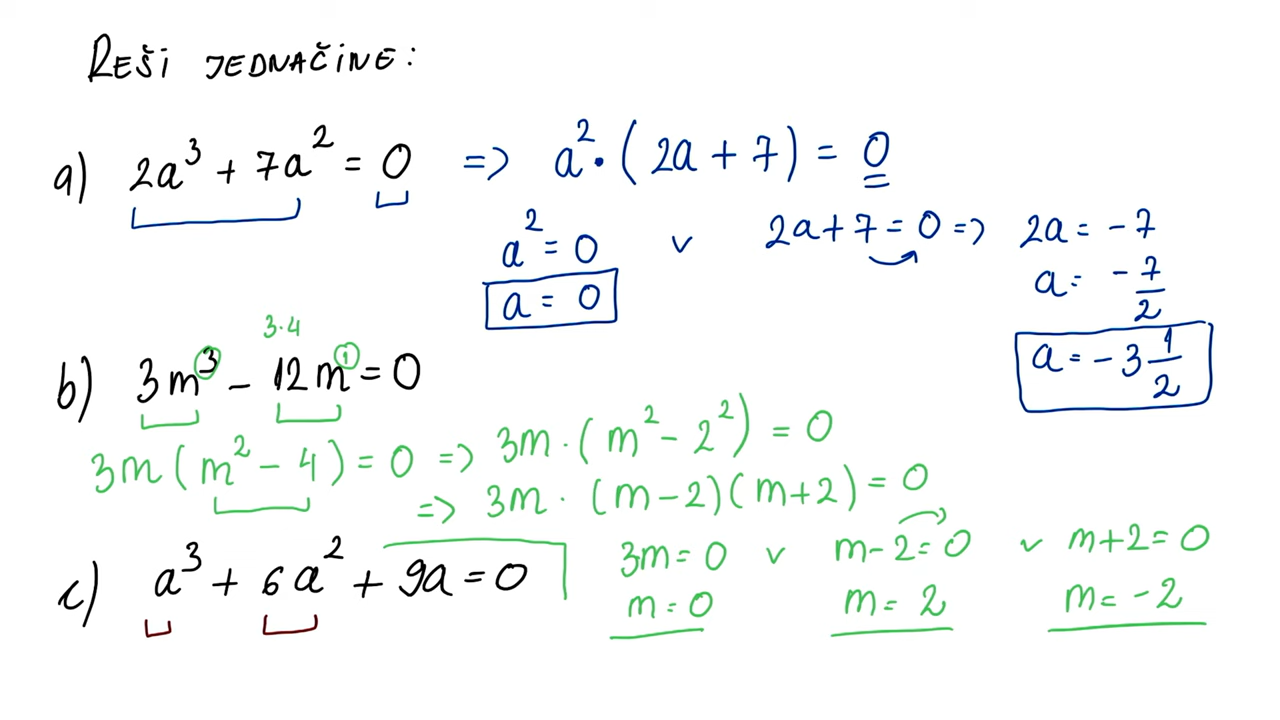 Reši jednačine:
a) 2a³ + 7a² = 0 => a² · (2a + 7) = 0
a² = 0 v 2a + 7 = 0 => 2a = -7
a = 0
a = -7/2
a = -3 1/2
3·4
b) 3m³ - 12m¹ = 0
3m(m² - 4) = 0 => 3m · (m² - 2²) = 0
=> 3m · (m - 2)(m + 2) = 0
3m = 0 v m - 2 = 0 v m + 2 = 0
m = 0 m = 2 m = -2
c) a³ + 6a² + 9a = 0